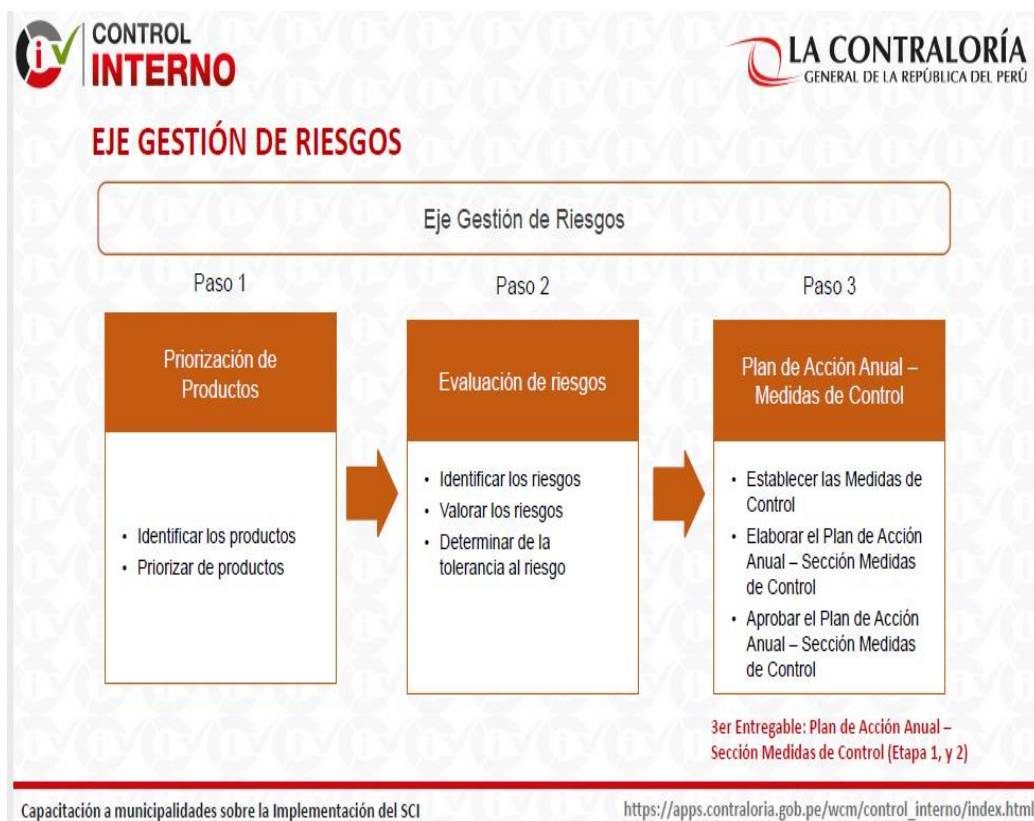 CONTROL
INTERNO
LA CONTRALORÍA
GENERAL DE LA REPÚBLICA DEL PERÚ
EJE GESTIÓN DE RIESGOS
Eje Gestión de Riesgos
Paso 1
Priorización de
Productos
• Identificar los productos
• Priorizar de productos
Paso 2
Evaluación de riesgos
• Identificar los riesgos
• Valorar los riesgos
• Determinar de la
tolerancia al riesgo
Paso 3
Plan de Acción Anual –
Medidas de Control
• Establecer las Medidas de
Control
• Elaborar el Plan de Acción
Anual – Sección Medidas
de Control
• Aprobar el Plan de Acción
Anual – Sección Medidas
de Control
3er Entregable: Plan de Acción Anual –
Sección Medidas de Control (Etapa 1, y 2)
Capacitación a municipalidades sobre la Implementación del SCI
https://apps.contraloria.gob.pe/wcm/control_interno/index.html